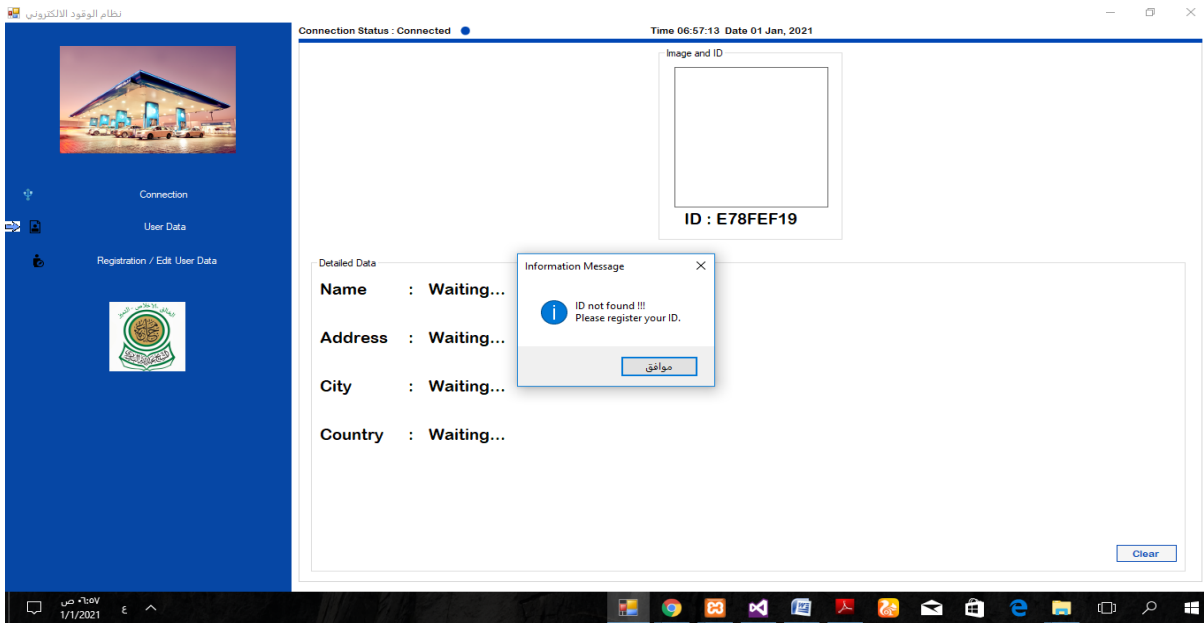 نظام الوقود الالكتروني
Connection Status : Connected
Time 06:57:13 Date 01 Jan, 2021
Connection
User Data
Registration / Edit User Data
Image and ID
ID : E78FEF19
Detailed Data
Name : Waiting...
Address : Waiting...
City : Waiting...
Country : Waiting...
Information Message
ID not found !!!
Please register your ID.
موافق
Clear
٠٦:٥٧ ص
1/1/2021
ع